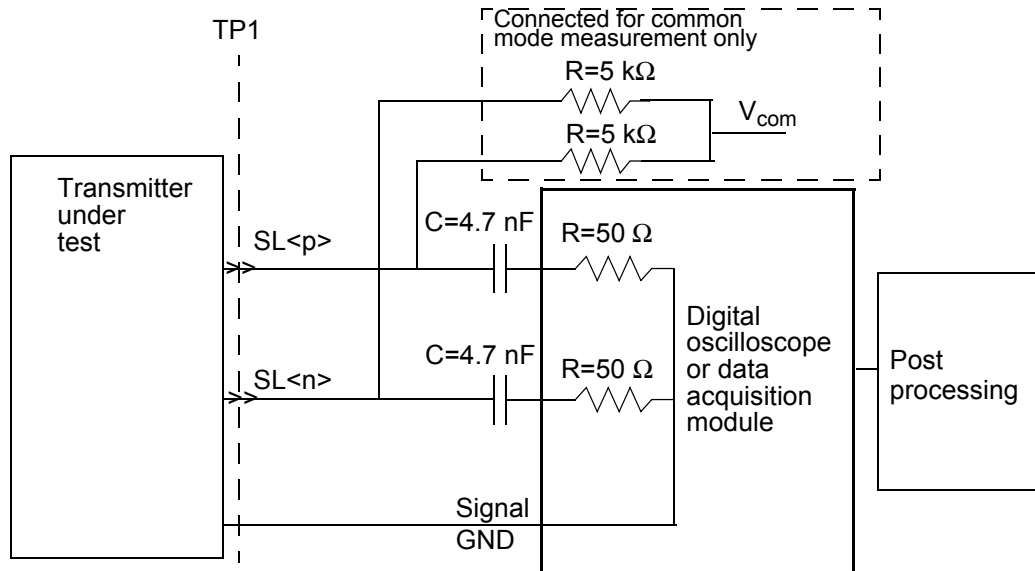 TP1
Connected for common
mode measurement only
R=5 kΩ
V_com
R=5 kΩ
Transmitter
under
test
SL<p>
C=4.7 nF
R=50 Ω
SL<n>
C=4.7 nF
R=50 Ω
Digital
oscilloscope
or data
acquisition
module
Post
processing
Signal
GND